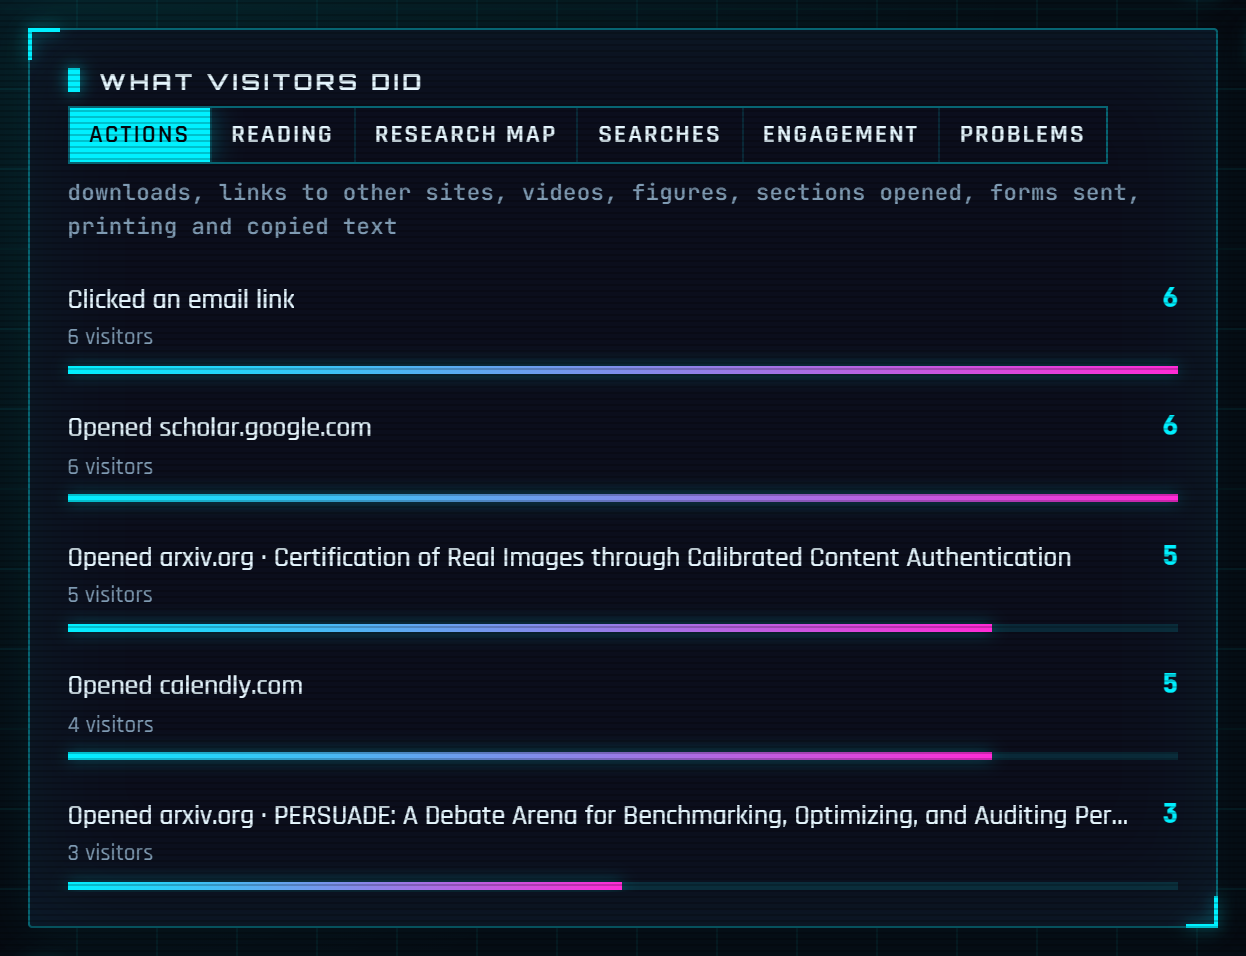 WHAT VISITORS DID
ACTIONS READING RESEARCH MAP SEARCHES ENGAGEMENT PROBLEMS
downloads, links to other sites, videos, figures, sections opened, forms sent,
printing and copied text
Clicked an email link 6
6 visitors
Opened scholar.google.com 6
6 visitors
Opened arxiv.org · Certification of Real Images through Calibrated Content Authentication 5
5 visitors
Opened calendly.com 5
4 visitors
Opened arxiv.org · PERSUADE: A Debate Arena for Benchmarking, Optimizing, and Auditing Per... 3
3 visitors